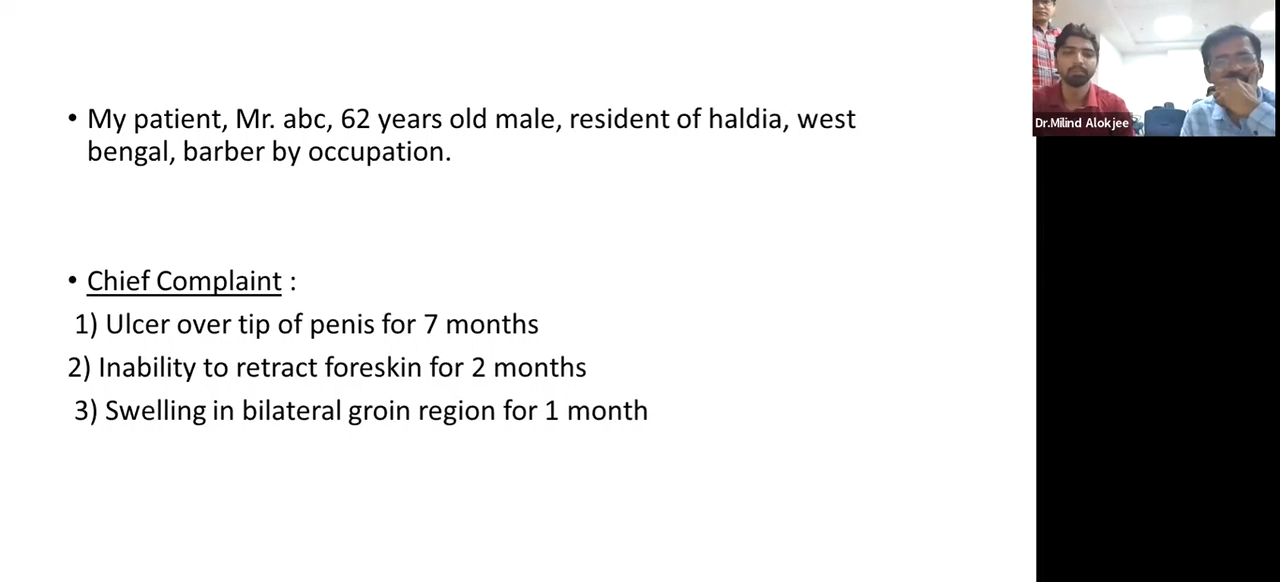 • My patient, Mr. abc, 62 years old male, resident of haldia, west
bengal, barber by occupation.
• Chief Complaint :
1) Ulcer over tip of penis for 7 months
2) Inability to retract foreskin for 2 months
3) Swelling in bilateral groin region for 1 month
Dr.Milind Alokjee